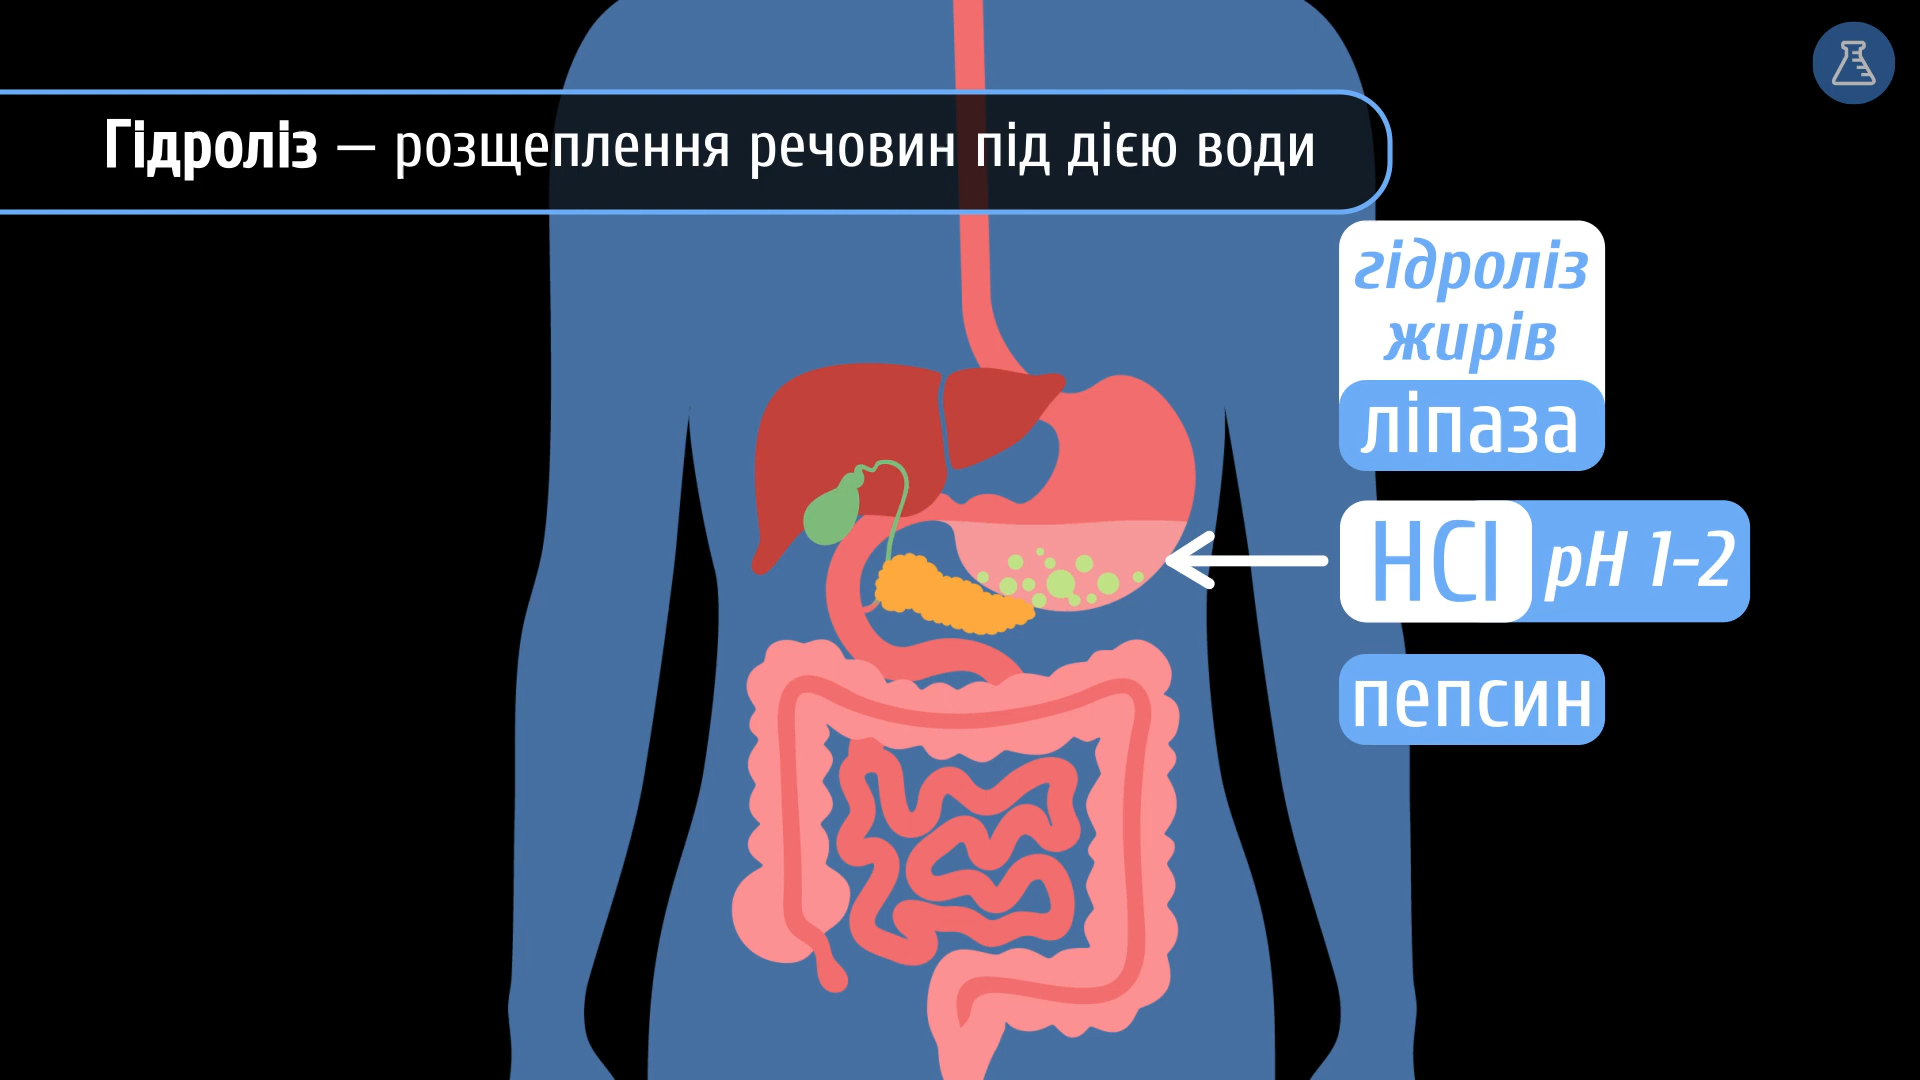 Гідроліз — розщеплення речовин під дією води
гідроліз
жирів
ліпаза
HCl pH 1-2
пепсин